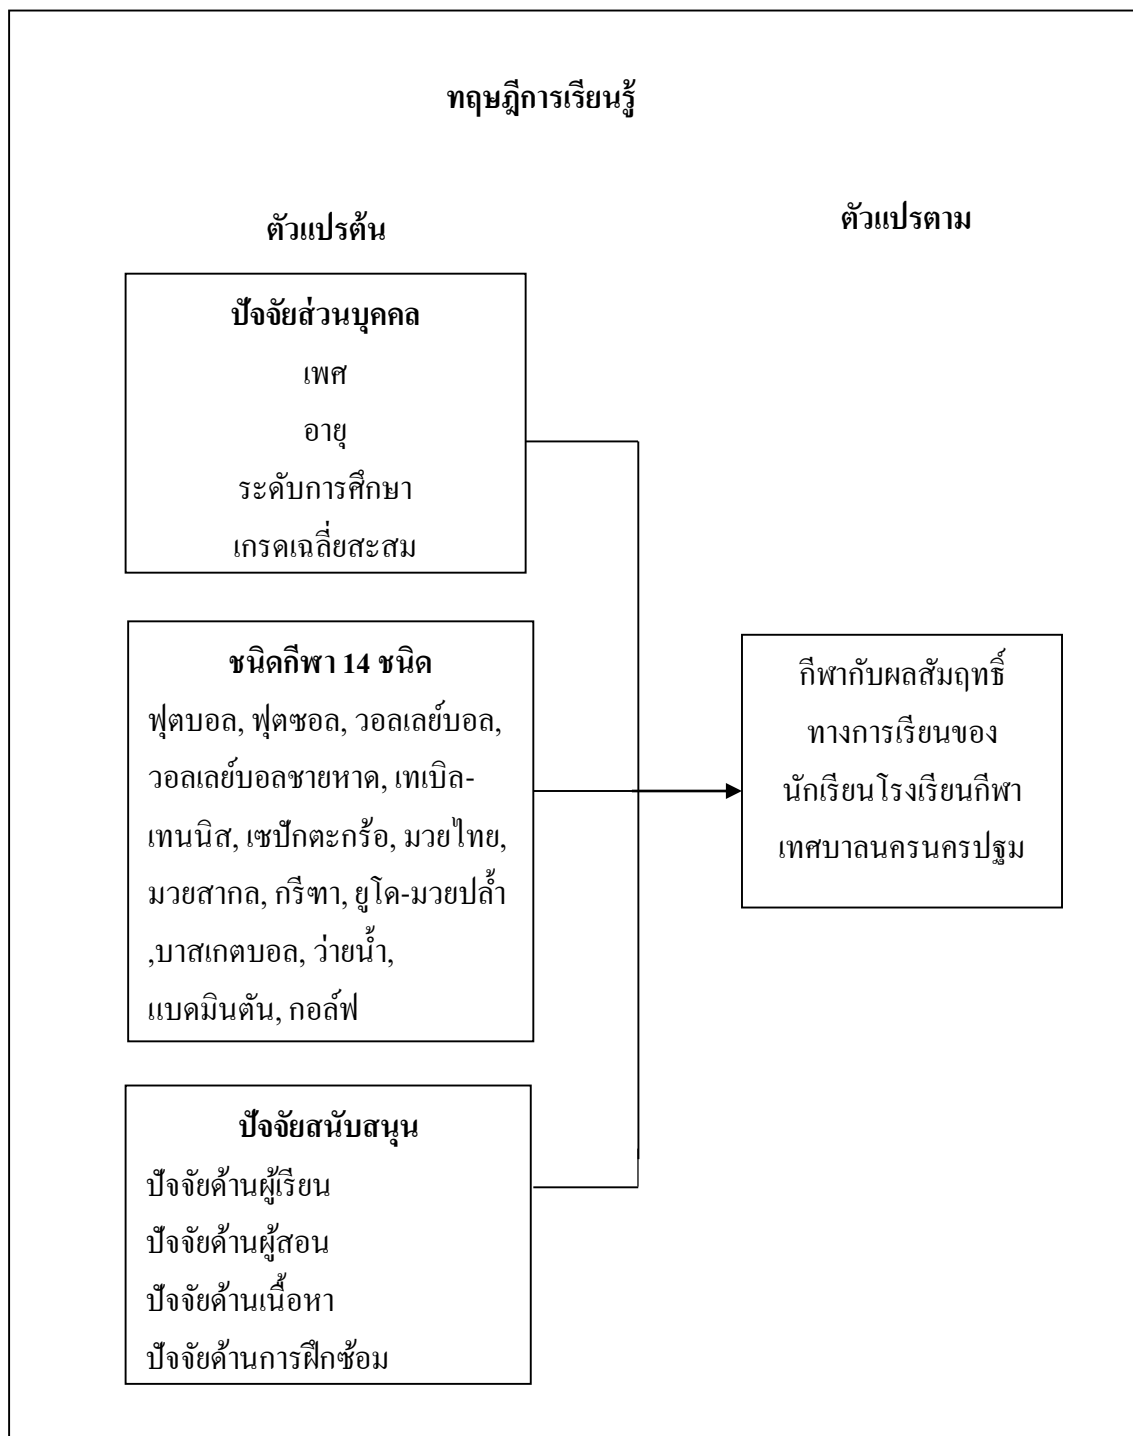 ทฤษฎีการเรียนรู้
ตัวแปรต้น
ตัวแปรตาม
ปัจจัยส่วนบุคคล
เพศ
อายุ
ระดับการศึกษา
เกรดเฉลี่ยสะสม
ชนิดกีฬา 14 ชนิด
ฟุตบอล, ฟุตซอล, วอลเลย์บอล,
วอลเลย์บอลชายหาด, เทเบิล-
เทนนิส, เซปักตะกร้อ, มวยไทย,
มวยสากล, กรีฑา, ยูโด-มวยปล้ำ
,บาสเกตบอล, ว่ายน้ำ,
แบดมินตัน, กอล์ฟ
ปัจจัยสนับสนุน
ปัจจัยด้านผู้เรียน
ปัจจัยด้านผู้สอน
ปัจจัยด้านเนื้อหา
ปัจจัยด้านการฝึกซ้อม
กีฬากับผลสัมฤทธิ์
ทางการเรียนของ
นักเรียนโรงเรียนกีฬา
เทศบาลนครนครปฐม